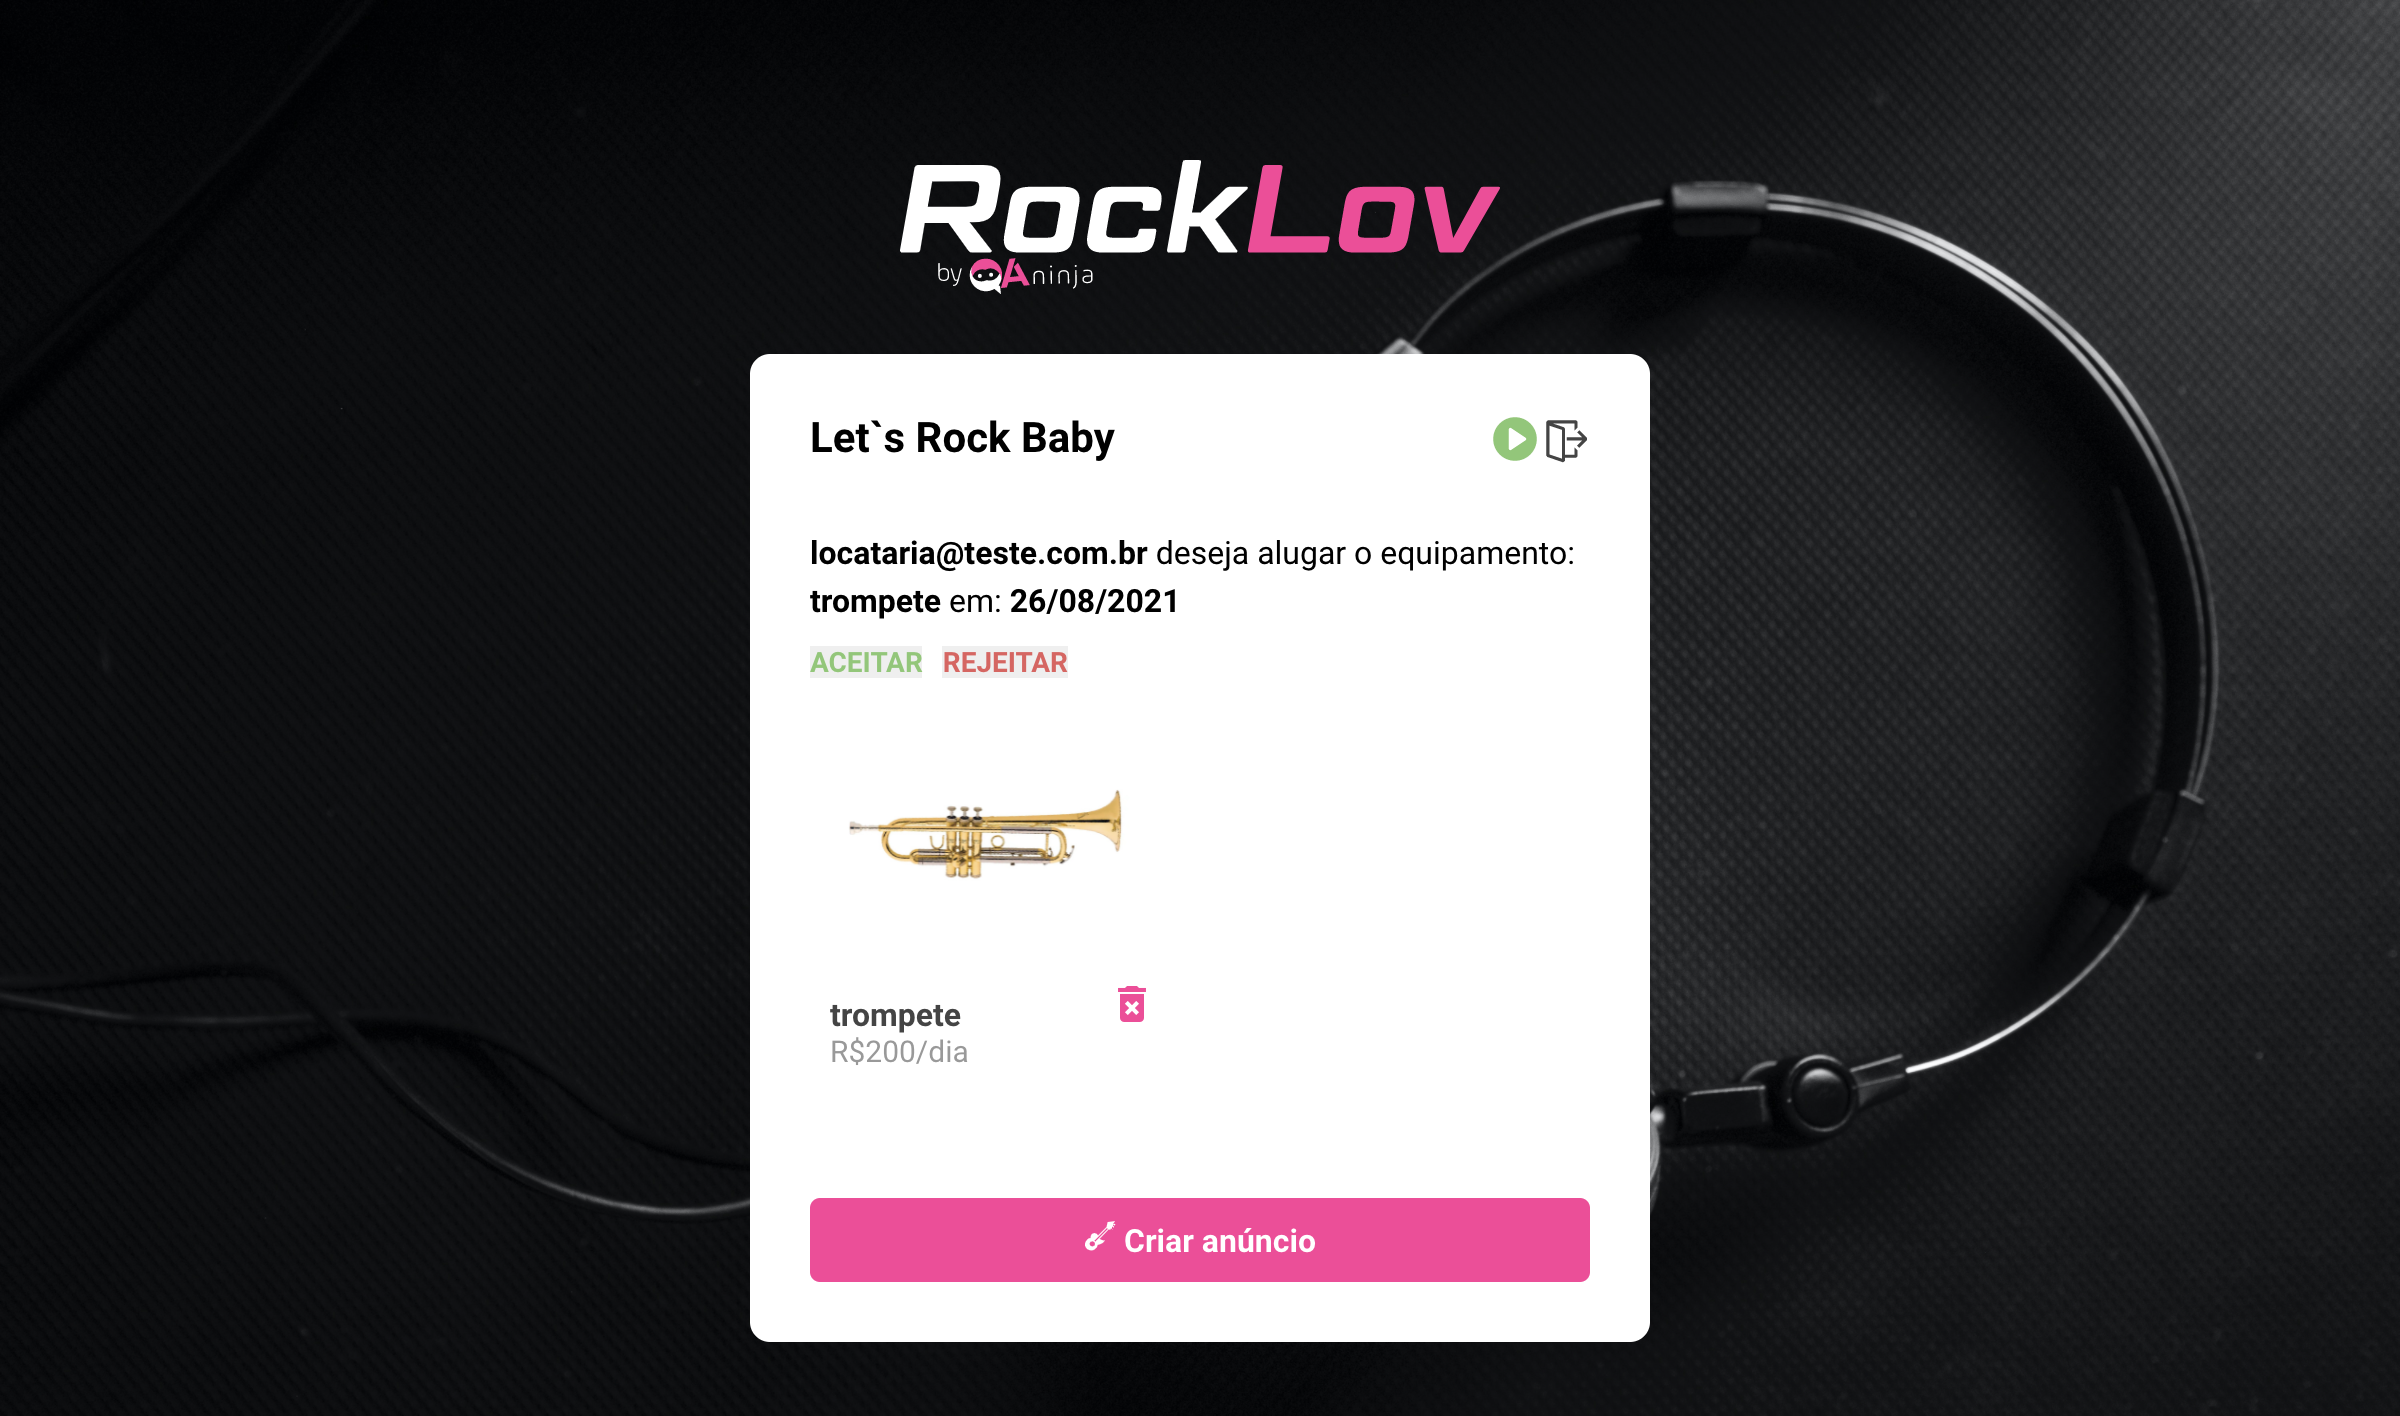 RockLov
by QAninja
Let`s Rock Baby
locataria@teste.com.br deseja alugar o equipamento:
trompete em: 26/08/2021
ACEITAR REJEITAR
trompete
R$200/dia
Criar anúncio